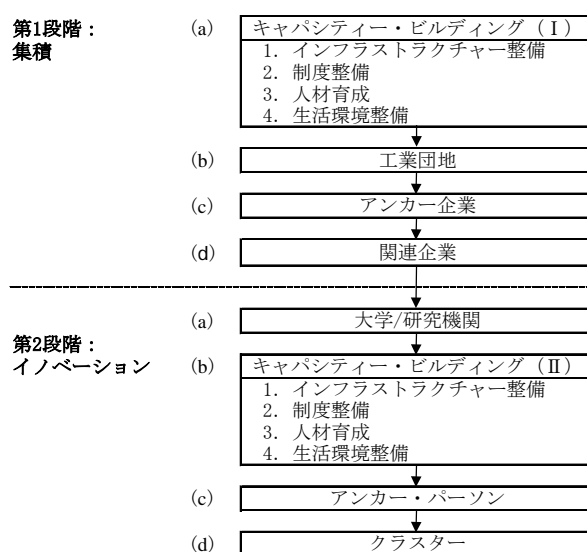 第1段階：
集積
(a)
キャパシティー・ビルディング（Ⅰ）
1. インフラストラクチャー整備
2. 制度整備
3. 人材育成
4. 生活環境整備
(b)
工業団地
(c)
アンカー企業
(d)
関連企業
第2段階：
イノベーション
(a)
大学/研究機関
(b)
キャパシティー・ビルディング（Ⅱ）
1. インフラストラクチャー整備
2. 制度整備
3. 人材育成
4. 生活環境整備
(c)
アンカー・パーソン
(d)
クラスター